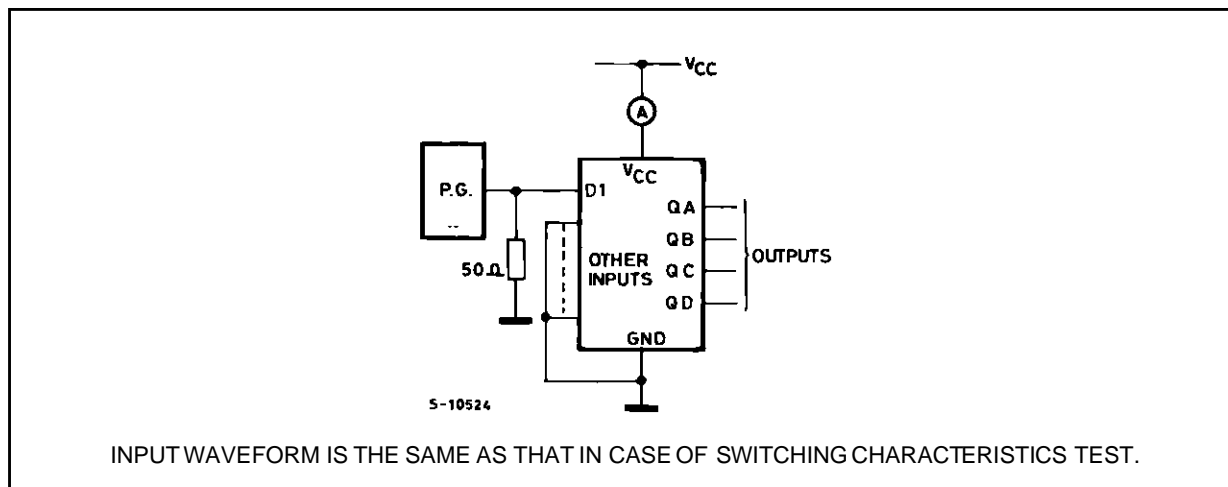 VCC
A
VCC
P.G.
D1
QA
QB
QC
QD
OTHER
INPUTS
OUTPUTS
50Ω
GND
S-10524
INPUT WAVEFORM IS THE SAME AS THAT IN CASE OF SWITCHING CHARACTERISTICS TEST.